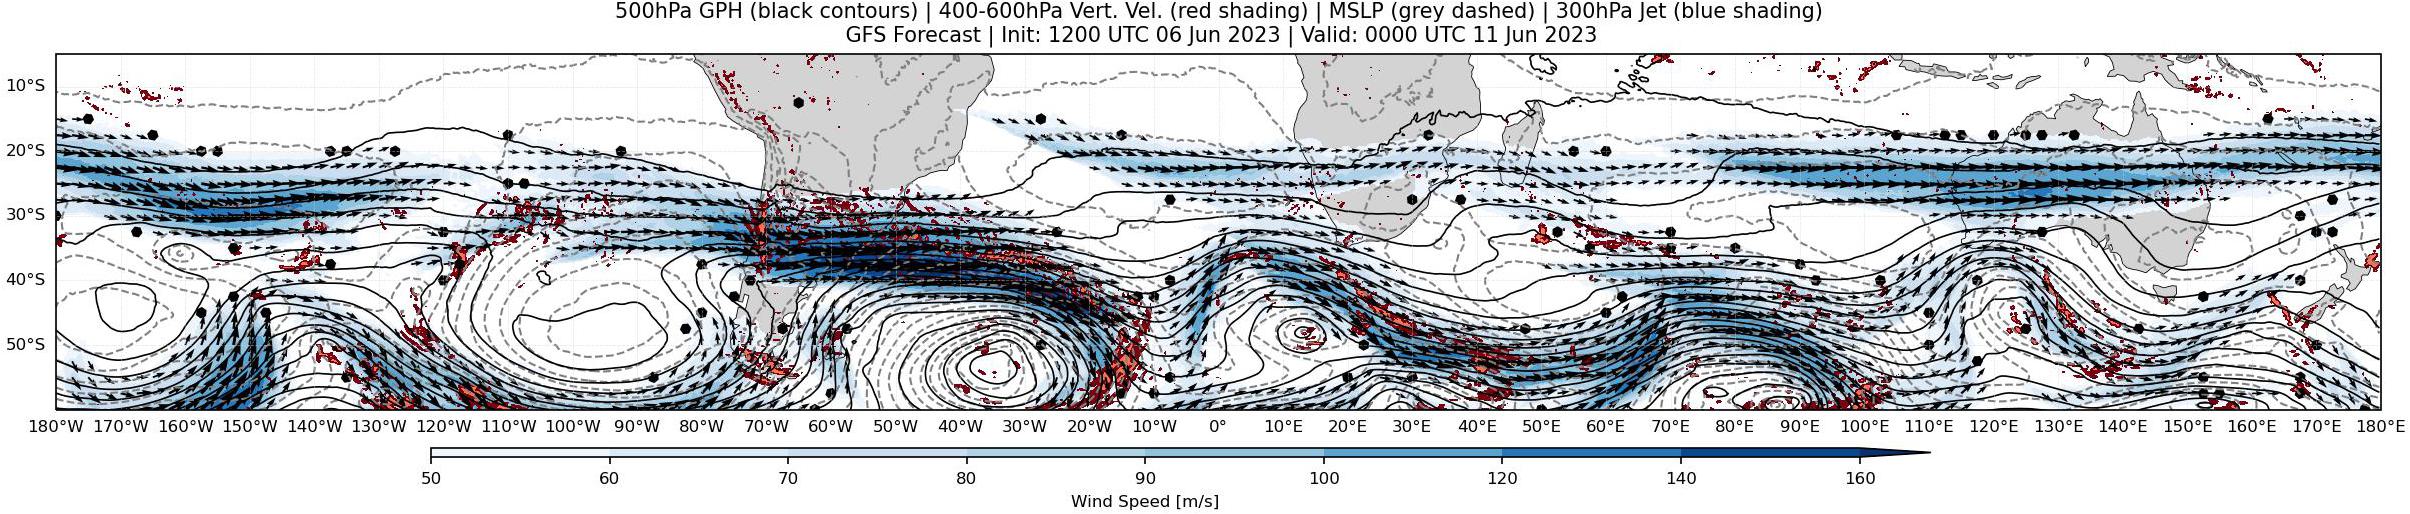 500hPa GPH (black contours) | 400-600hPa Vert. Vel. (red shading) | MSLP (grey dashed) | 300hPa Jet (blue shading)
GFS Forecast | Init: 1200 UTC 06 Jun 2023 | Valid: 0000 UTC 11 Jun 2023
10°S
20°S
30°S
40°S
50°S
180°W 170°W 160°W 150°W 140°W 130°W 120°W 110°W 100°W 90°W 80°W 70°W 60°W 50°W 40°W 30°W 20°W 10°W 0° 10°E 20°E 30°E 40°E 50°E 60°E 70°E 80°E 90°E 100°E 110°E 120°E 130°E 140°E 150°E 160°E 170°E 180°E
50 60 70 80 90 100 120 140 160
Wind Speed [m/s]